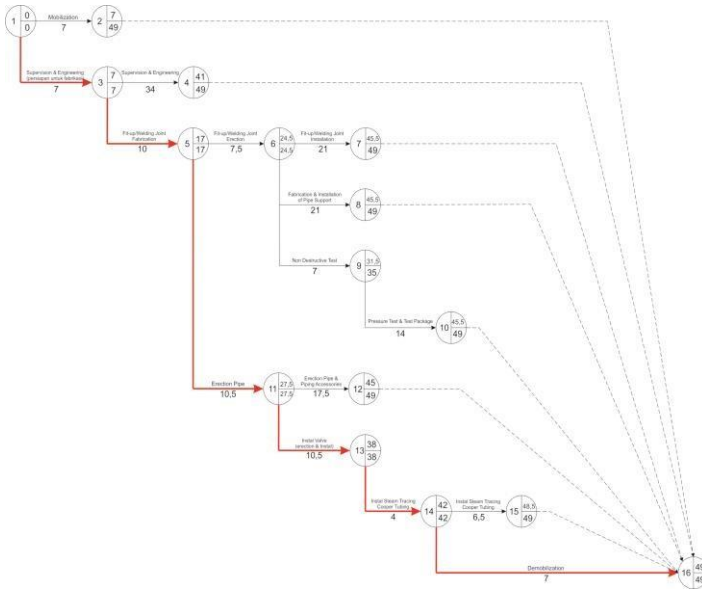 1 0 0
Mobilization
7
2 7 49
Supervision & Engineering
7
3 7 7
Supervision & Engineering
34
4 41 49
Fit-up/Welding Joint
Fabrication
10
5 17 17
Fit-up/Welding Joint
Erection
7,5
6 24,5 24,5
Fit-up/Welding Joint
Installation
21
7 45,5 49
Fabrication & Installation
of Pipe Support
21
8 45,5 49
Non Destructive Test
7
9 31,5 35
Pressure Test & Test Package
14
10 45,5 49
Erection Pipe
10,5
11 27,5 27,5
Erection Pipe &
Piping Accessories
17,5
12 45 49
Install Valve
(erection & Install)
10,5
13 38 38
Instal Steam Tracing
Cooper Tubing
4
14 42 42
Instal Steam Tracing
Cooper Tubing
6,5
15 48,5 49
Demobilization
7
16 49 49